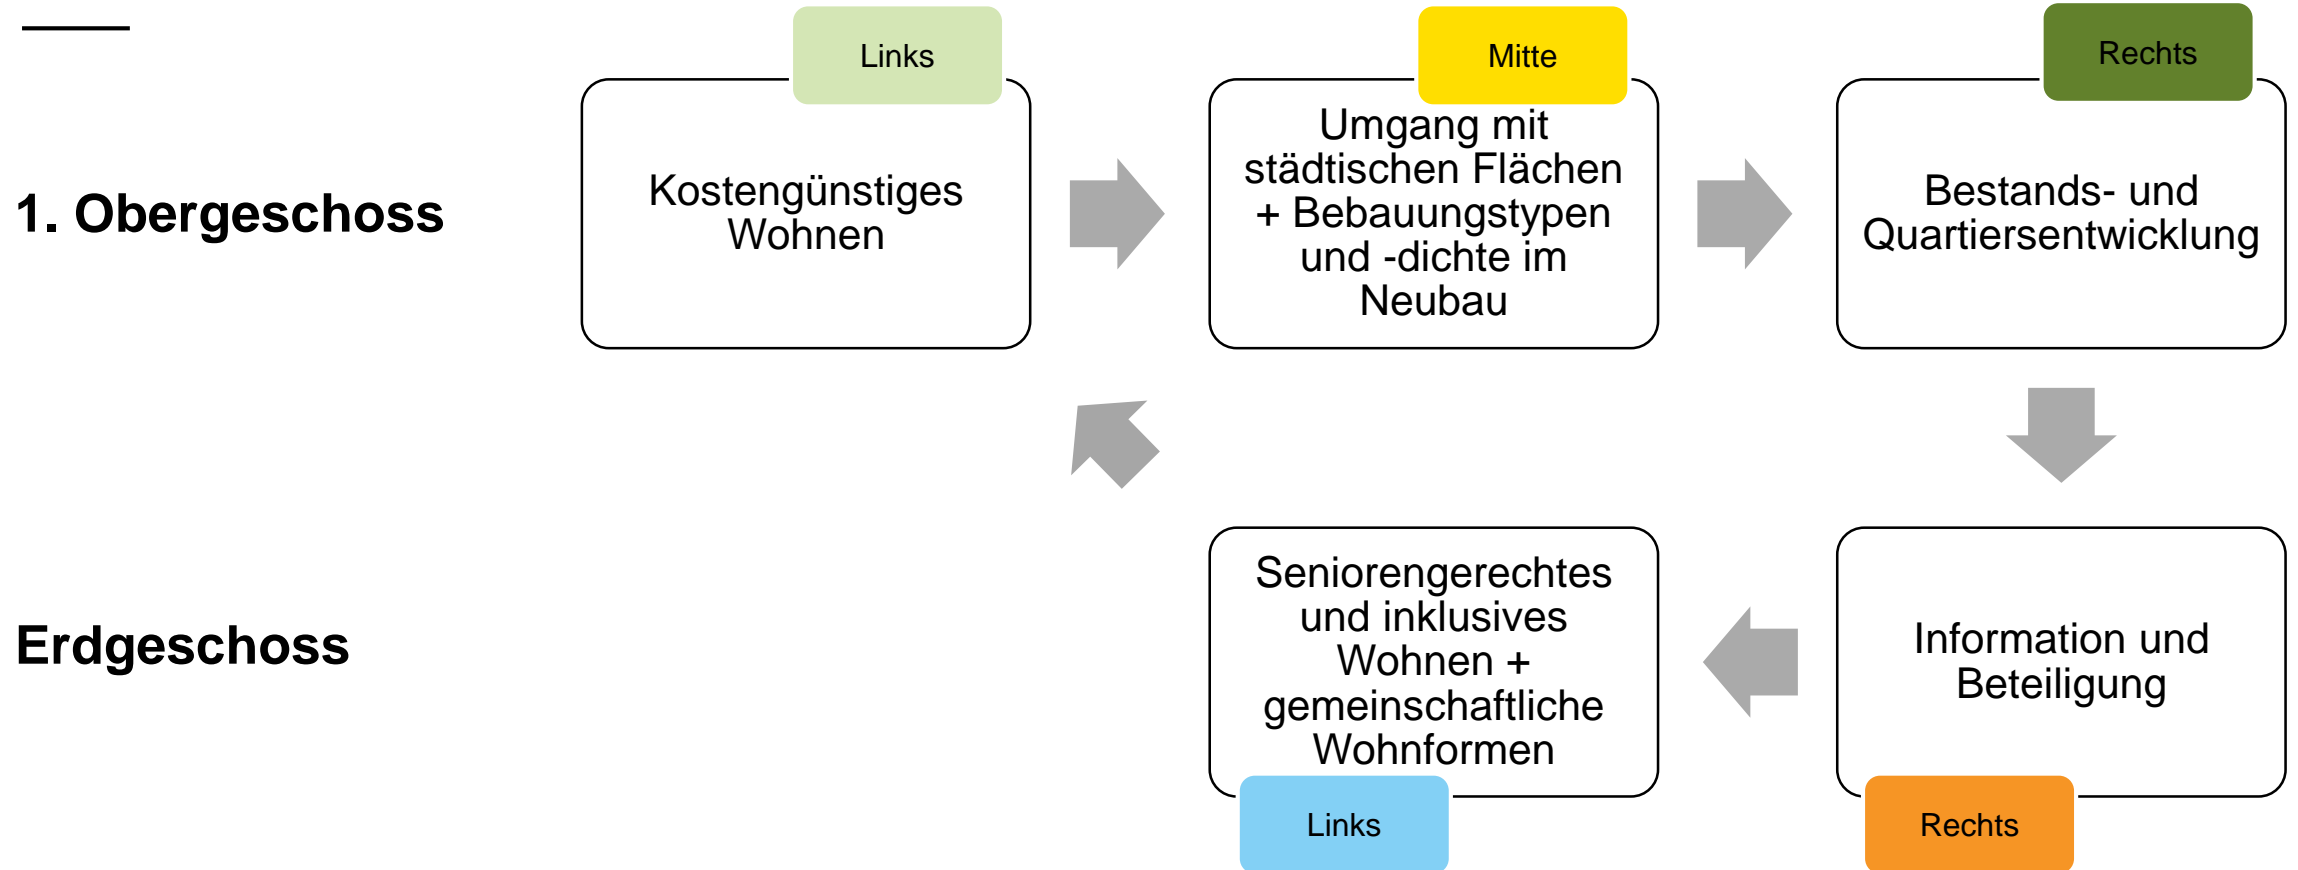 Links
Mitte
Rechts
1. Obergeschoss
Kostengünstiges
Wohnen
Umgang mit
städtischen Flächen
+ Bebauungstypen
und -dichte im
Neubau
Bestands- und
Quartiersentwicklung
Erdgeschoss
Seniorengerechtes
und inklusives
Wohnen +
gemeinschaftliche
Wohnformen
Links
Information und
Beteiligung
Rechts